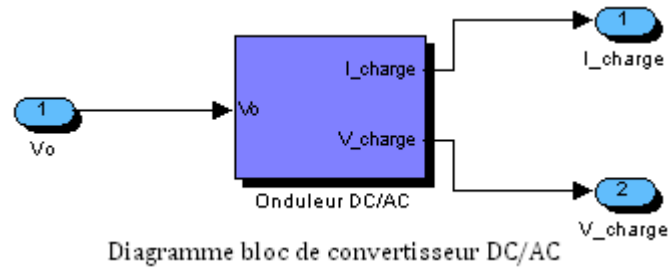 1
I_charge
I_charge
1
Vo
Vo
V_charge
2
Onduleur DC/AC
V_charge
Diagramme bloc de convertisseur DC/AC